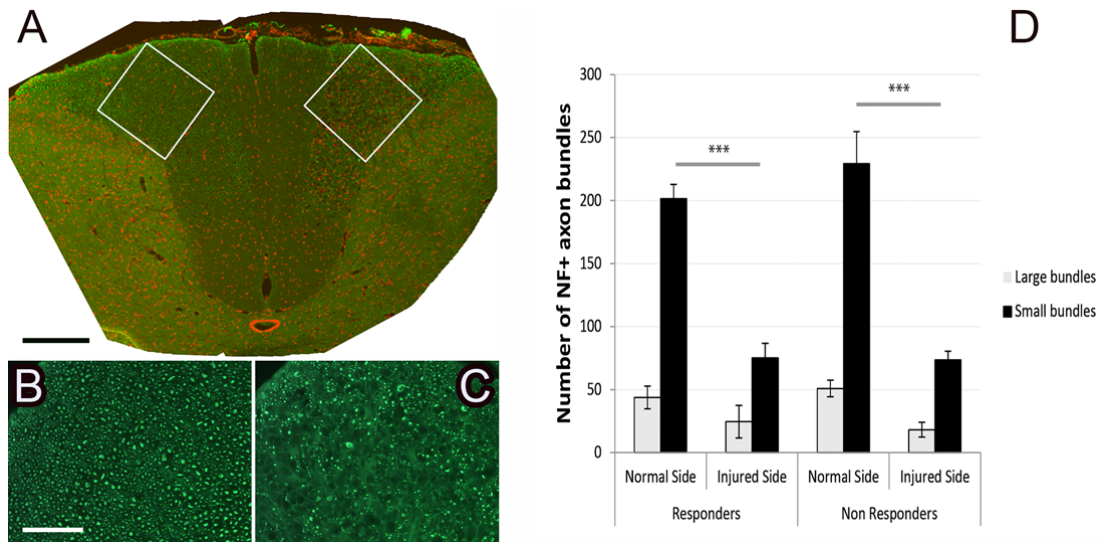 A
B
C
D
300
250
200
150
100
50
0
Number of NF+ axon bundles
***
***
Large bundles
Small bundles
Normal Side
Injured Side
Normal Side
Injured Side
Responders
Non Responders